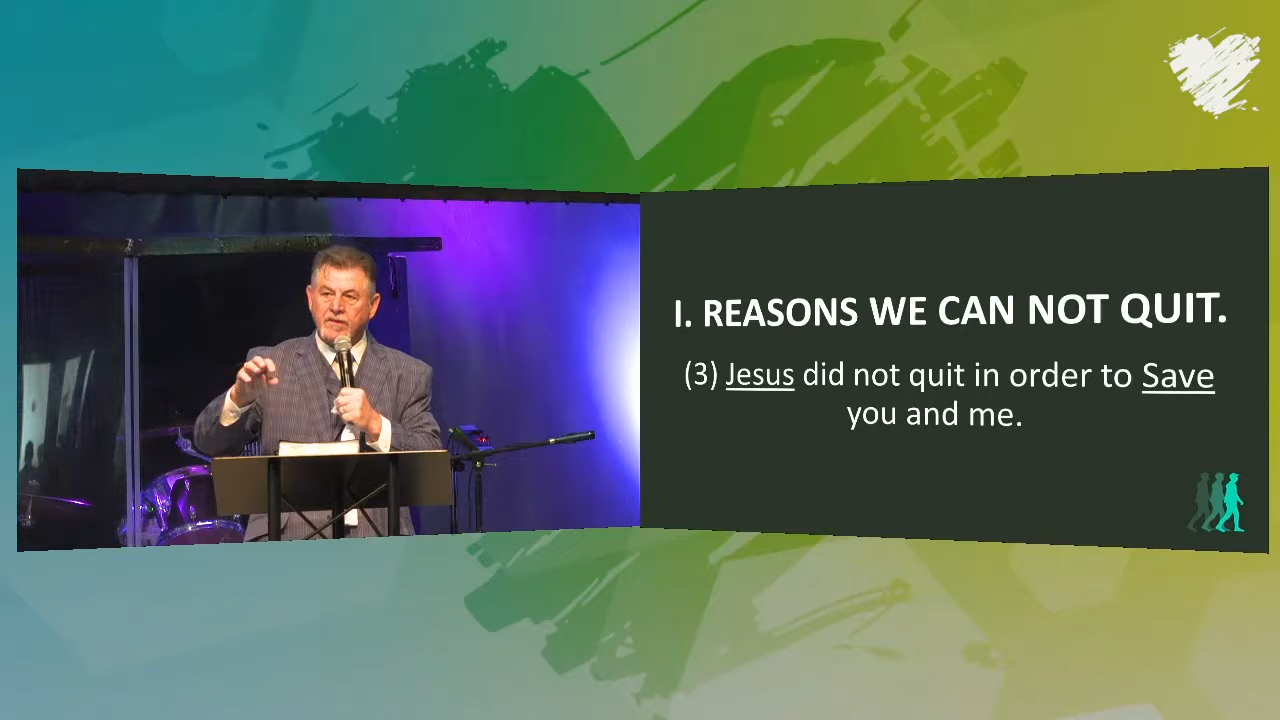 I. REASONS WE CAN NOT QUIT.
(3) Jesus did not quit in order to Save
you and me.